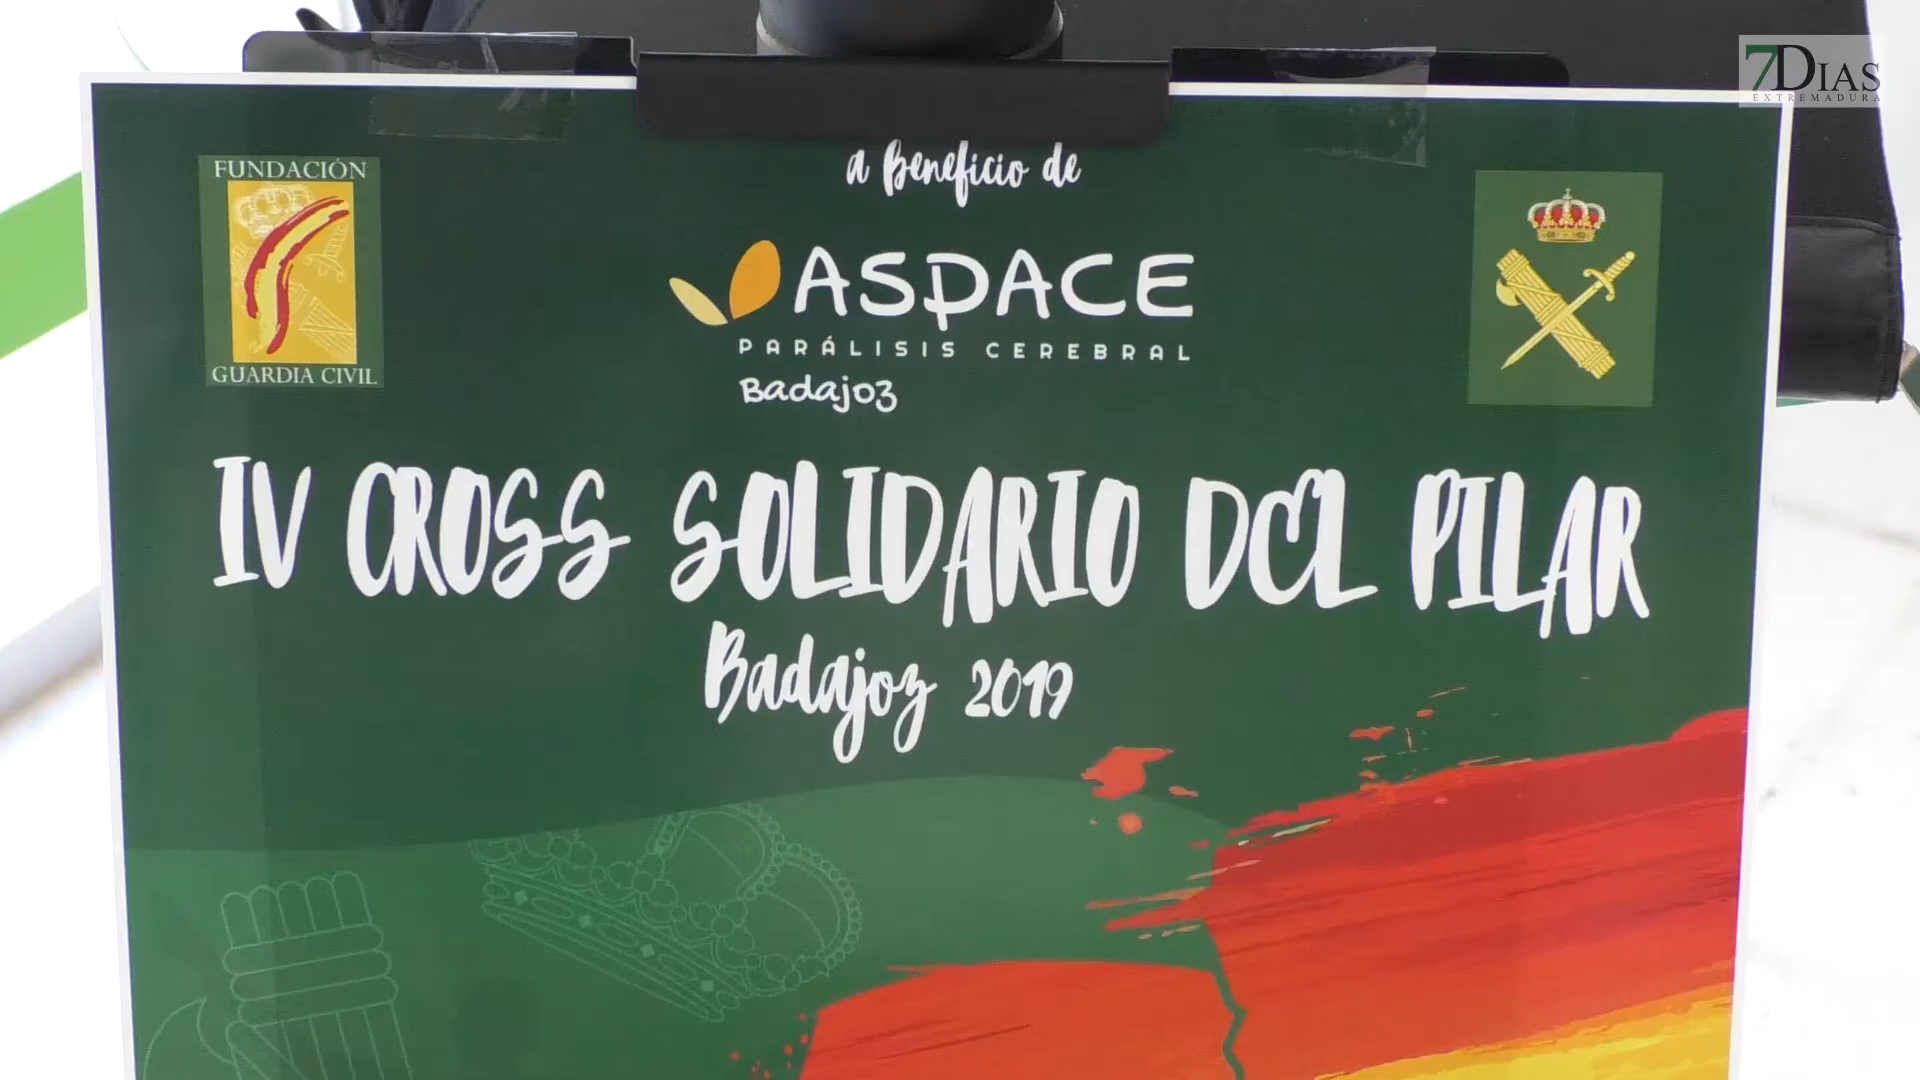 7DIAS
EXTREMADURA
a Beneficio de
FUNDACIÓN
GUARDIA CIVIL
ASPACE
PARÁLISIS CEREBRAL
Badajoz
IV CROSS SOLIDARIO DEL PILAR
Badajoz 2019